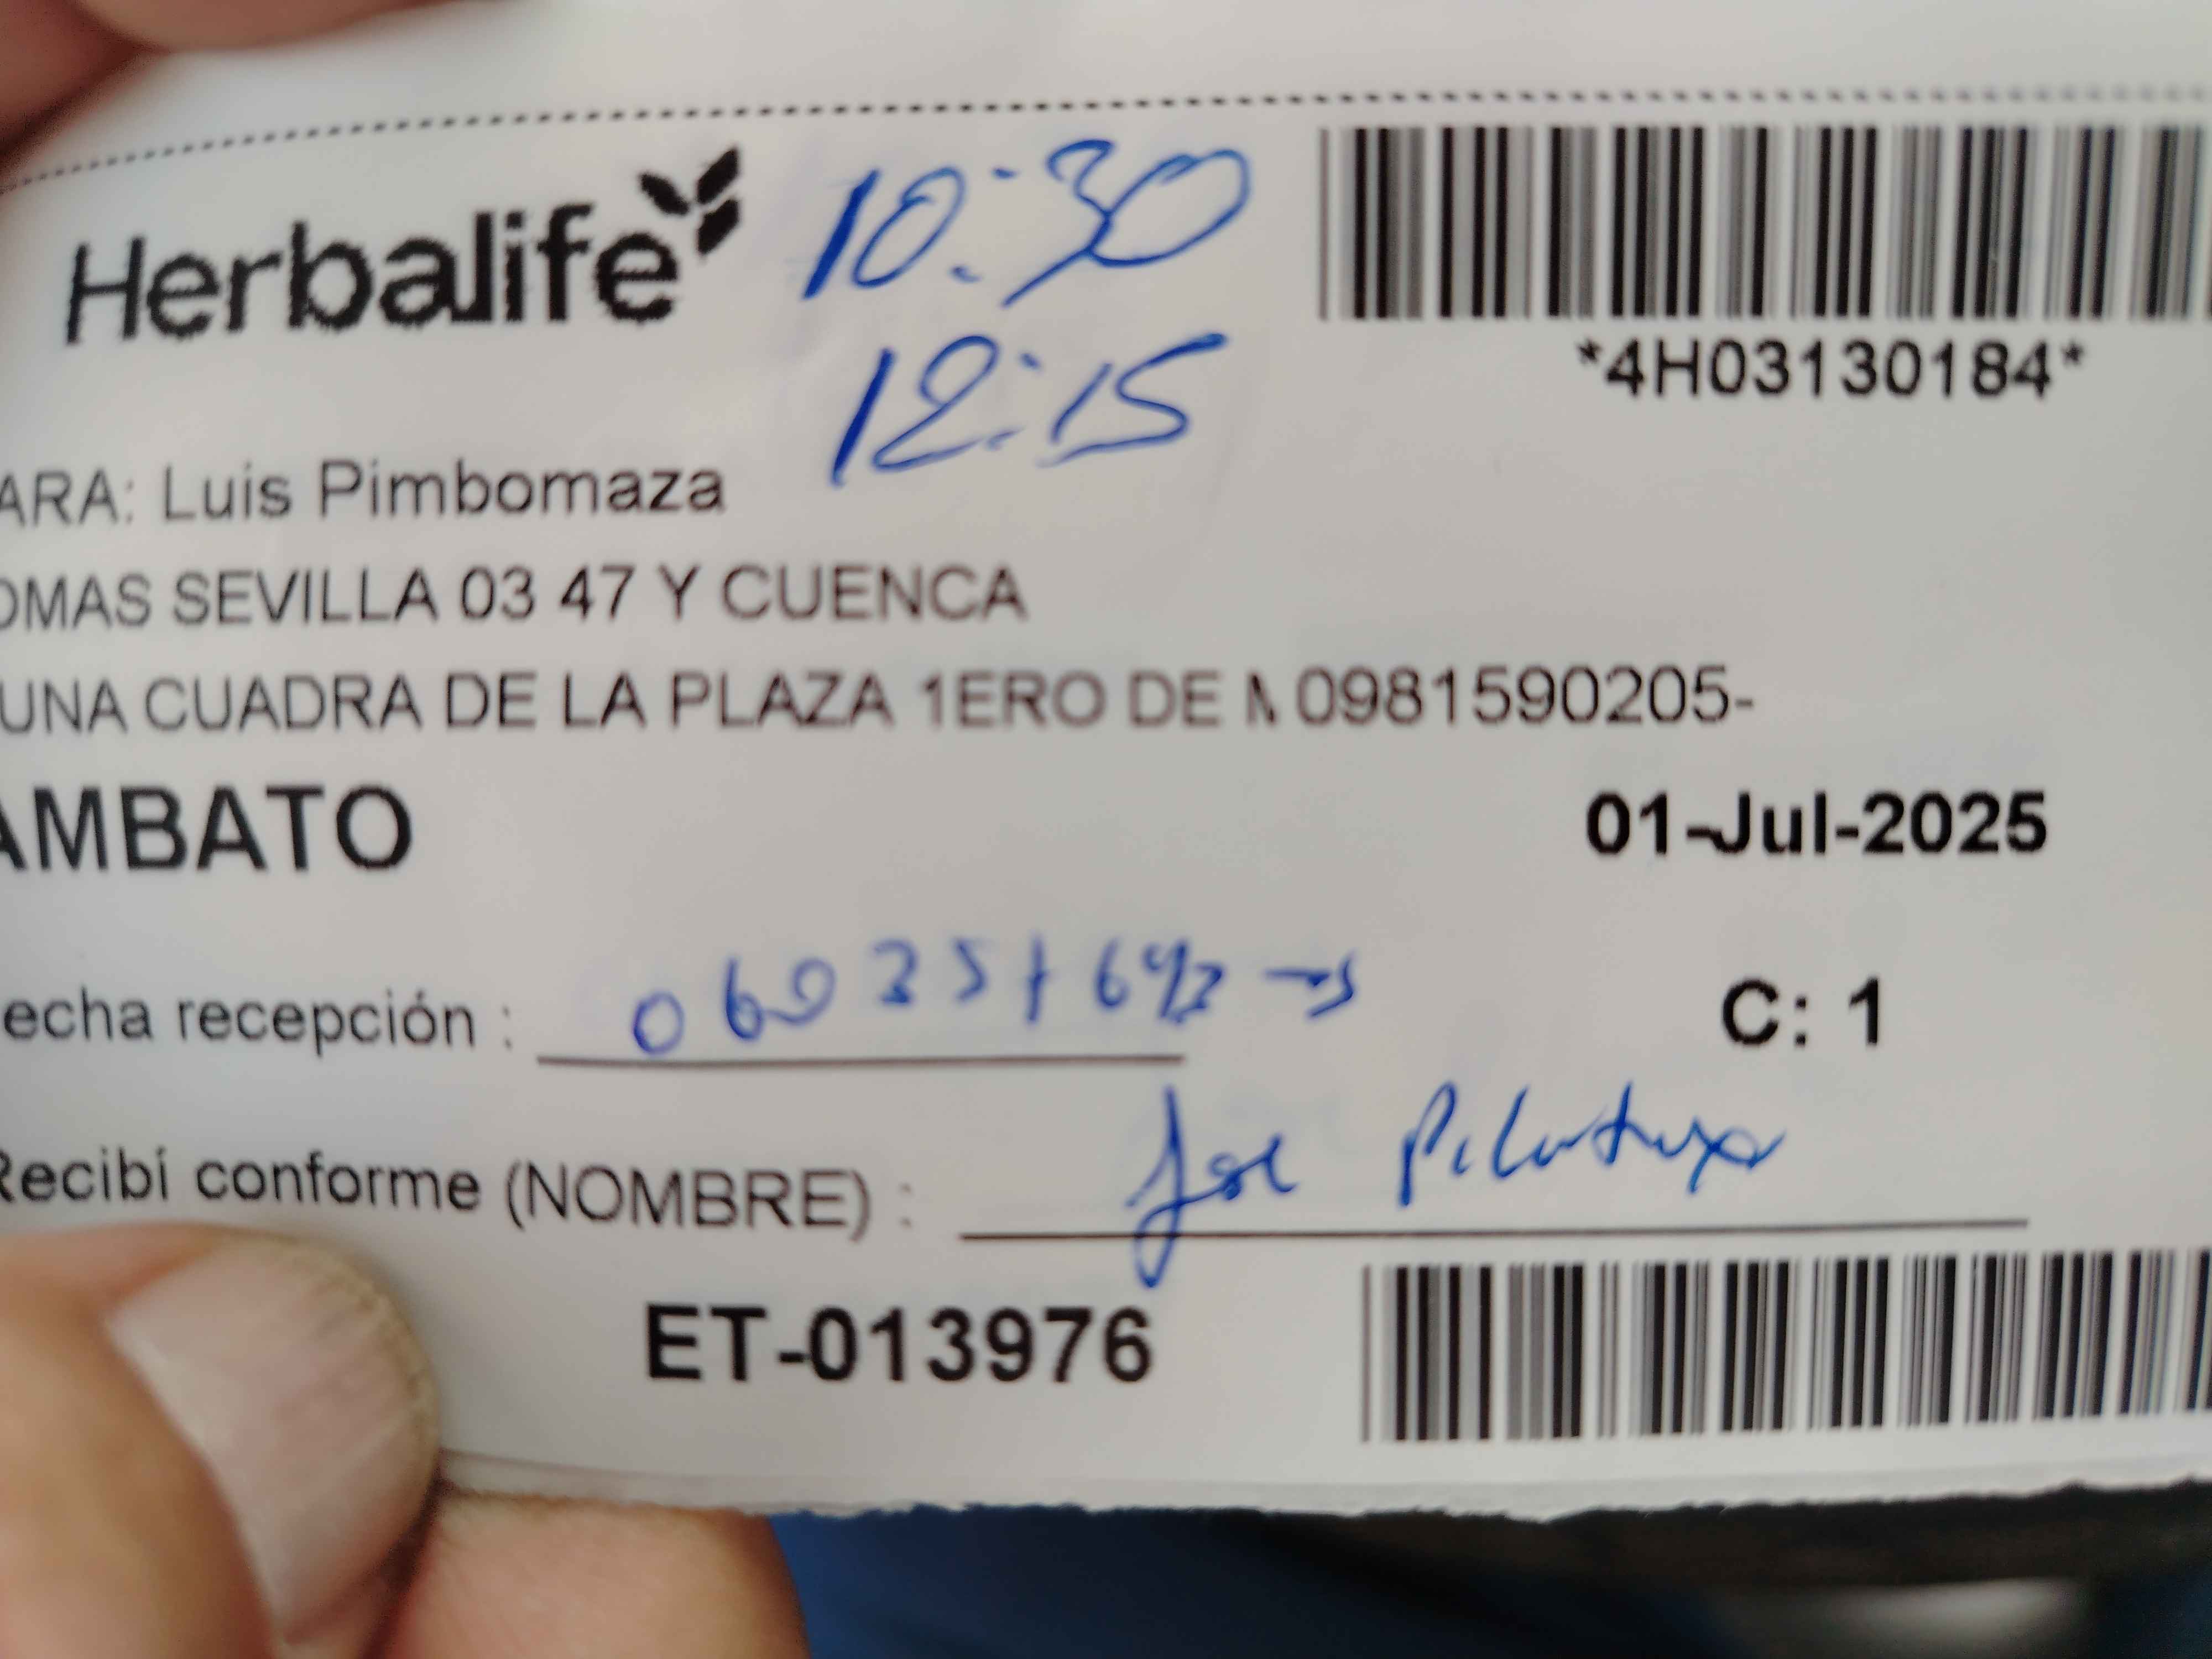 Herbalife 10:30
12:15
*4H03130184*
ARA: Luis Pimbomaza
OMAS SEVILLA 03 47 Y CUENCA
UNA CUADRA DE LA PLAZA 1ERO DE M 0981590205-
AMBATO 01-Jul-2025
echa recepción :
C: 1
Recibí conforme (NOMBRE) :
ET-013976